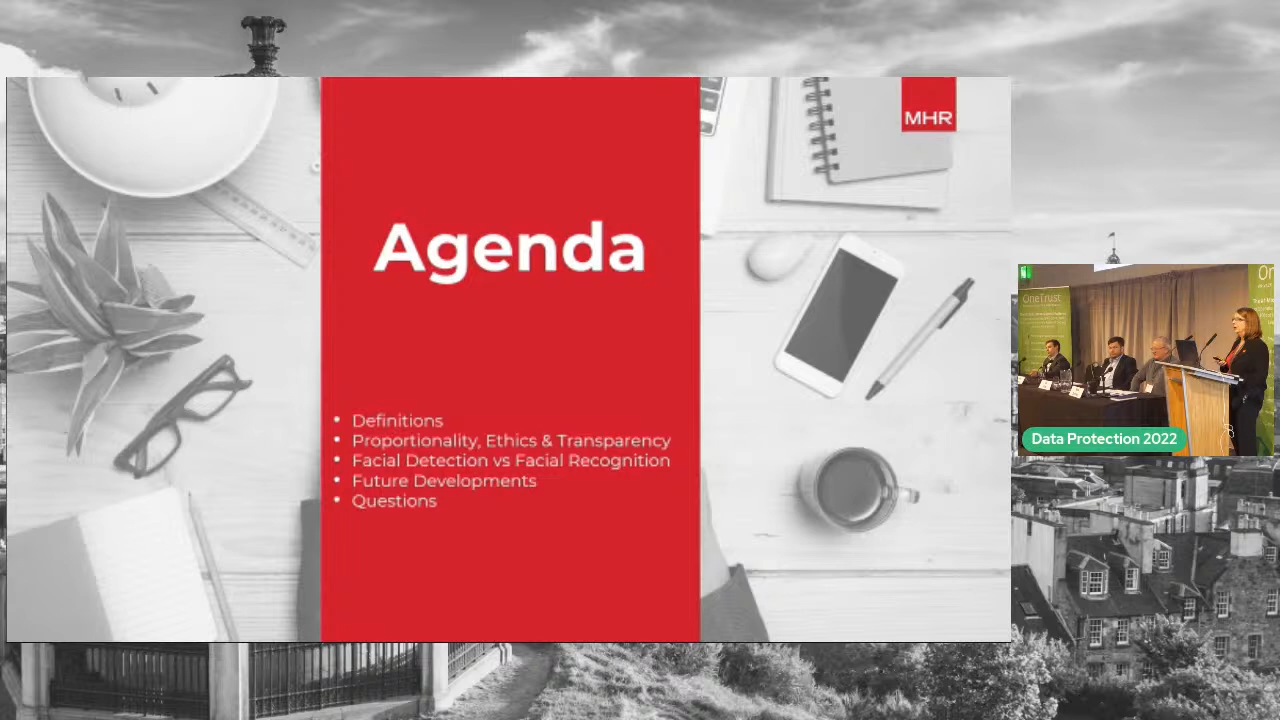 MHR
Agenda
• Definitions
• Proportionality, Ethics & Transparency
• Facial Detection vs Facial Recognition
• Future Developments
• Questions
OneTrust
Data Protection 2022